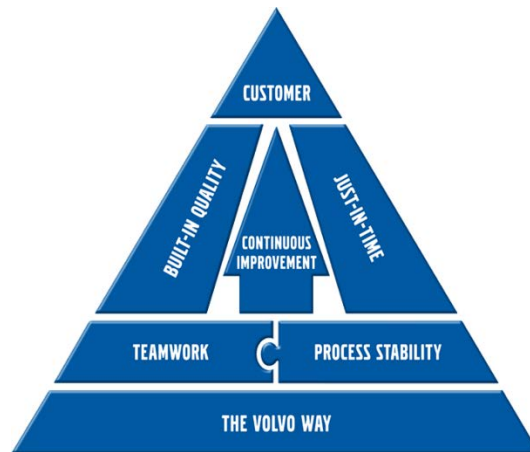 CUSTOMER
BUILT-IN QUALITY
CONTINUOUS
IMPROVEMENT
JUST-IN-TIME
TEAMWORK
PROCESS STABILITY
THE VOLVO WAY